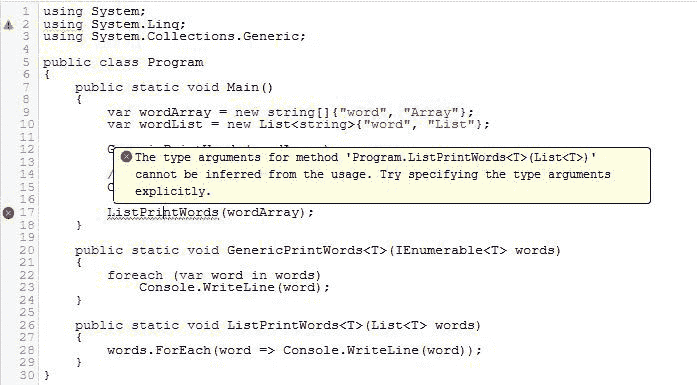 1 using System;
2 using System.Linq;
3 using System.Collections.Generic;
4
5 public class Program
6 {
7 public static void Main()
8 {
9 var wordArray = new string[]{"word", "Array"};
10 var wordList = new List<string>{"word", "List"};
11
12
13
14
15
16
The type arguments for method 'Program.ListPrintWords<T>(List<T>)'
cannot be inferred from the usage. Try specifying the type arguments
explicitly.
17 ListPrintWords(wordArray);
18 }
19
20 public static void GenericPrintWords<T>(IEnumerable<T> words)
21 {
22 foreach (var word in words)
23 Console.WriteLine(word);
24 }
25
26 public static void ListPrintWords<T>(List<T> words)
27 {
28 words.ForEach(word => Console.WriteLine(word));
29 }
30 }